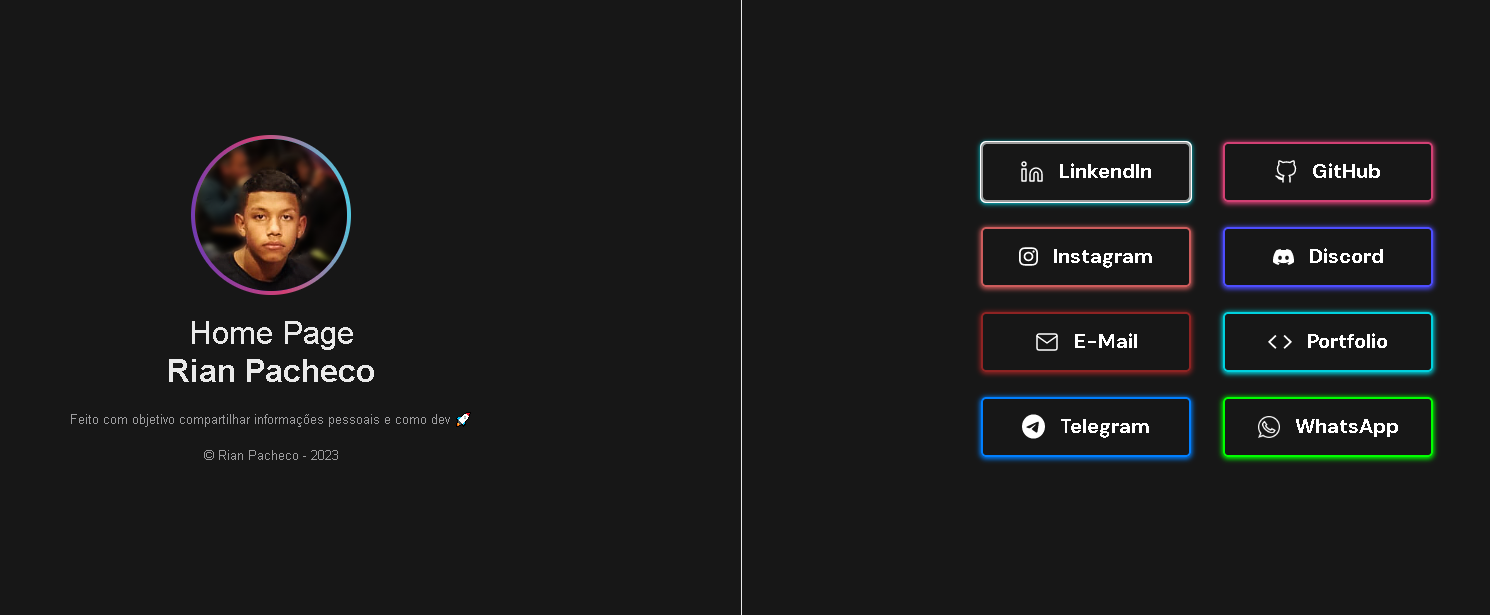 Home Page
Rian Pacheco
Feito com objetivo compartilhar informações pessoais e como dev 🚀
© Rian Pacheco - 2023
LinkendIn
GitHub
Instagram
Discord
E-Mail
Portfolio
Telegram
WhatsApp